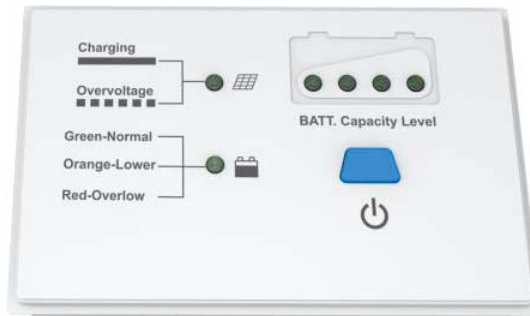 Charging
Overvoltage
Green-Normal
Orange-Lower
Red-Overlow
BATT. Capacity Level